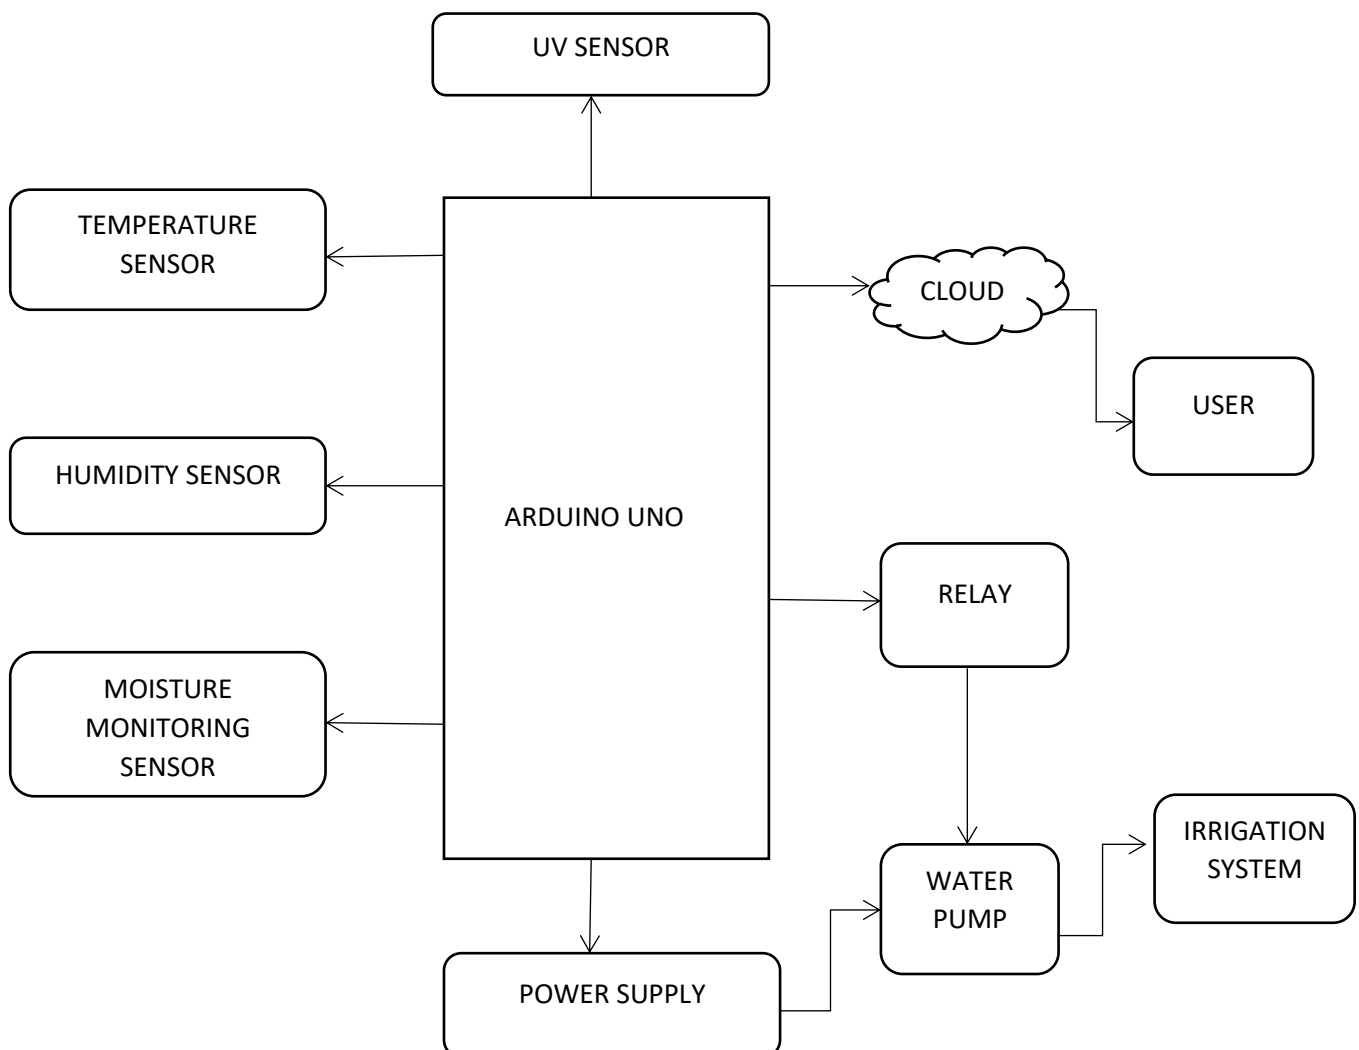 UV SENSOR
TEMPERATURE
SENSOR
CLOUD
USER
HUMIDITY SENSOR
ARDUINO UNO
RELAY
MOISTURE
MONITORING
SENSOR
IRRIGATION
SYSTEM
WATER
PUMP
POWER SUPPLY